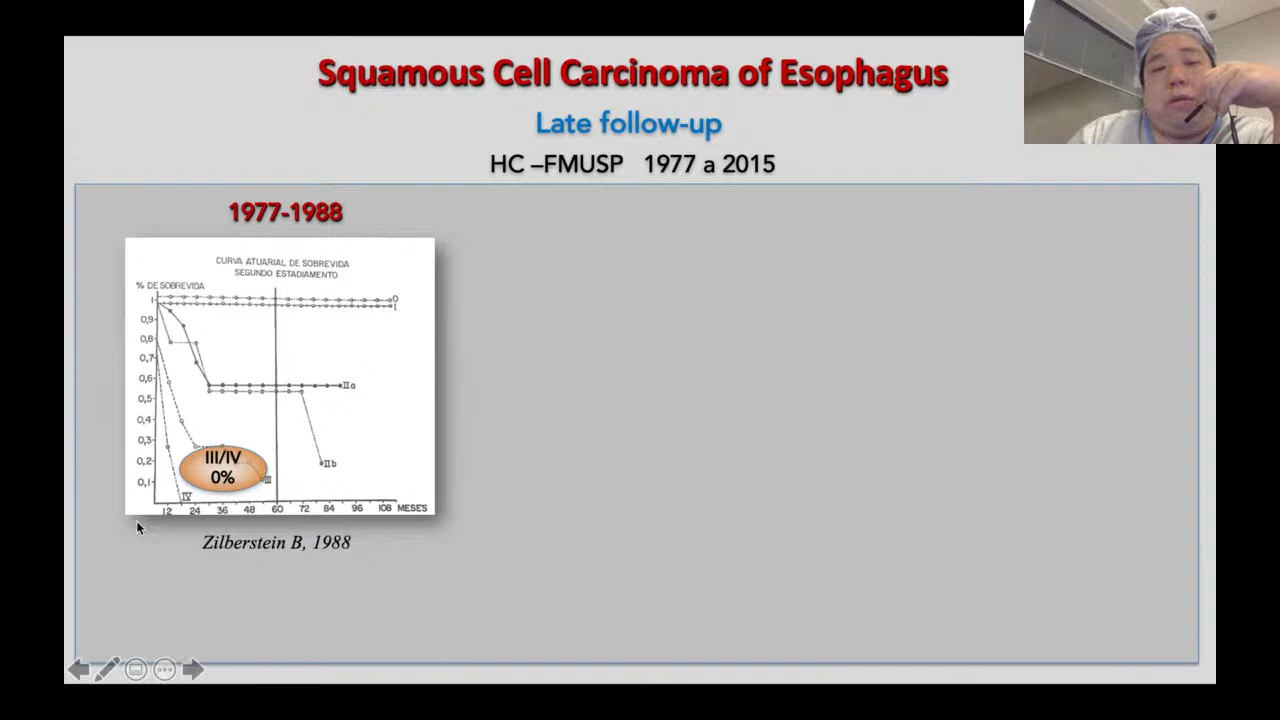 Squamous Cell Carcinoma of Esophagus
Late follow-up
HC –FMUSP 1977 a 2015
1977-1988
CURVA ATUARIAL DE SOBREVIDA
SEGUNDO ESTADIAMENTO
% DE SOBREVIDA
1
0
I
0,9
0,8
0,7
0,6
IIa
0,5
0,4
0,3
III/IV
0,2
IIb
0%
III
0,1
IV
12 24 36 48 60 72 84 96 108 MESES
Zilberstein B, 1988